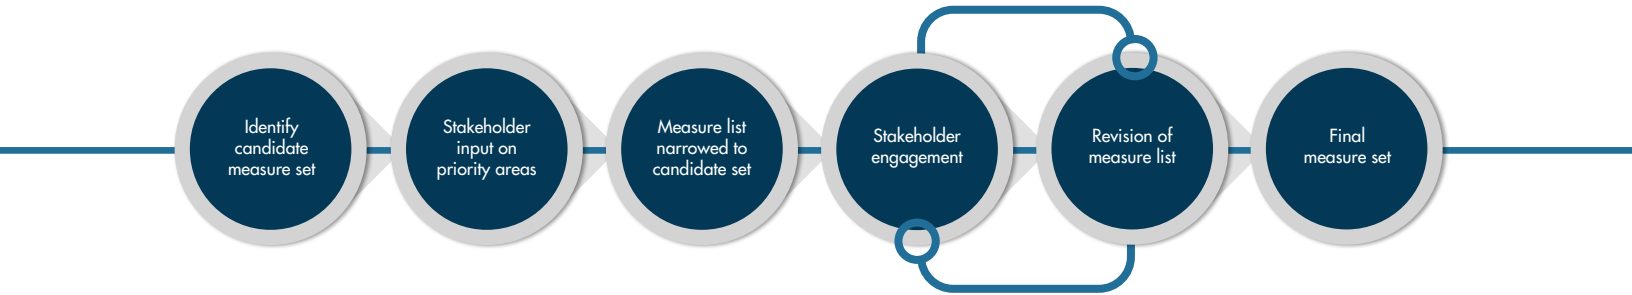 Identify
candidate
measure set
Stakeholder
input on
priority areas
Measure list
narrowed to
candidate set
Stakeholder
engagement
Revision of
measure list
Final
measure set